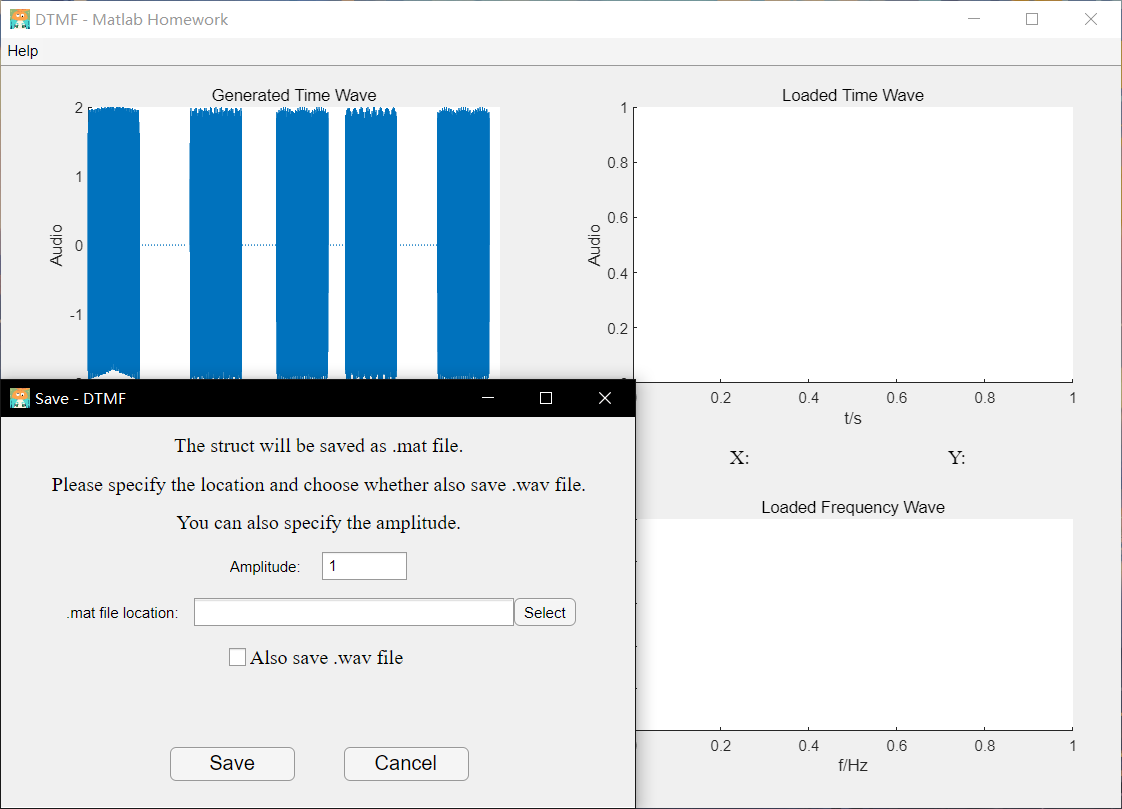 DTMF - Matlab Homework
Help
Generated Time Wave
2
1
0
-1
Audio
Loaded Time Wave
1
0.8
0.6
0.4
0.2
Audio
0.2 0.4 0.6 0.8 1
t/s
X: Y:
Loaded Frequency Wave
0.2 0.4 0.6 0.8 1
f/Hz
Save - DTMF
The struct will be saved as .mat file.
Please specify the location and choose whether also save .wav file.
You can also specify the amplitude.
Amplitude: 1
.mat file location: Select
Also save .wav file
Save Cancel